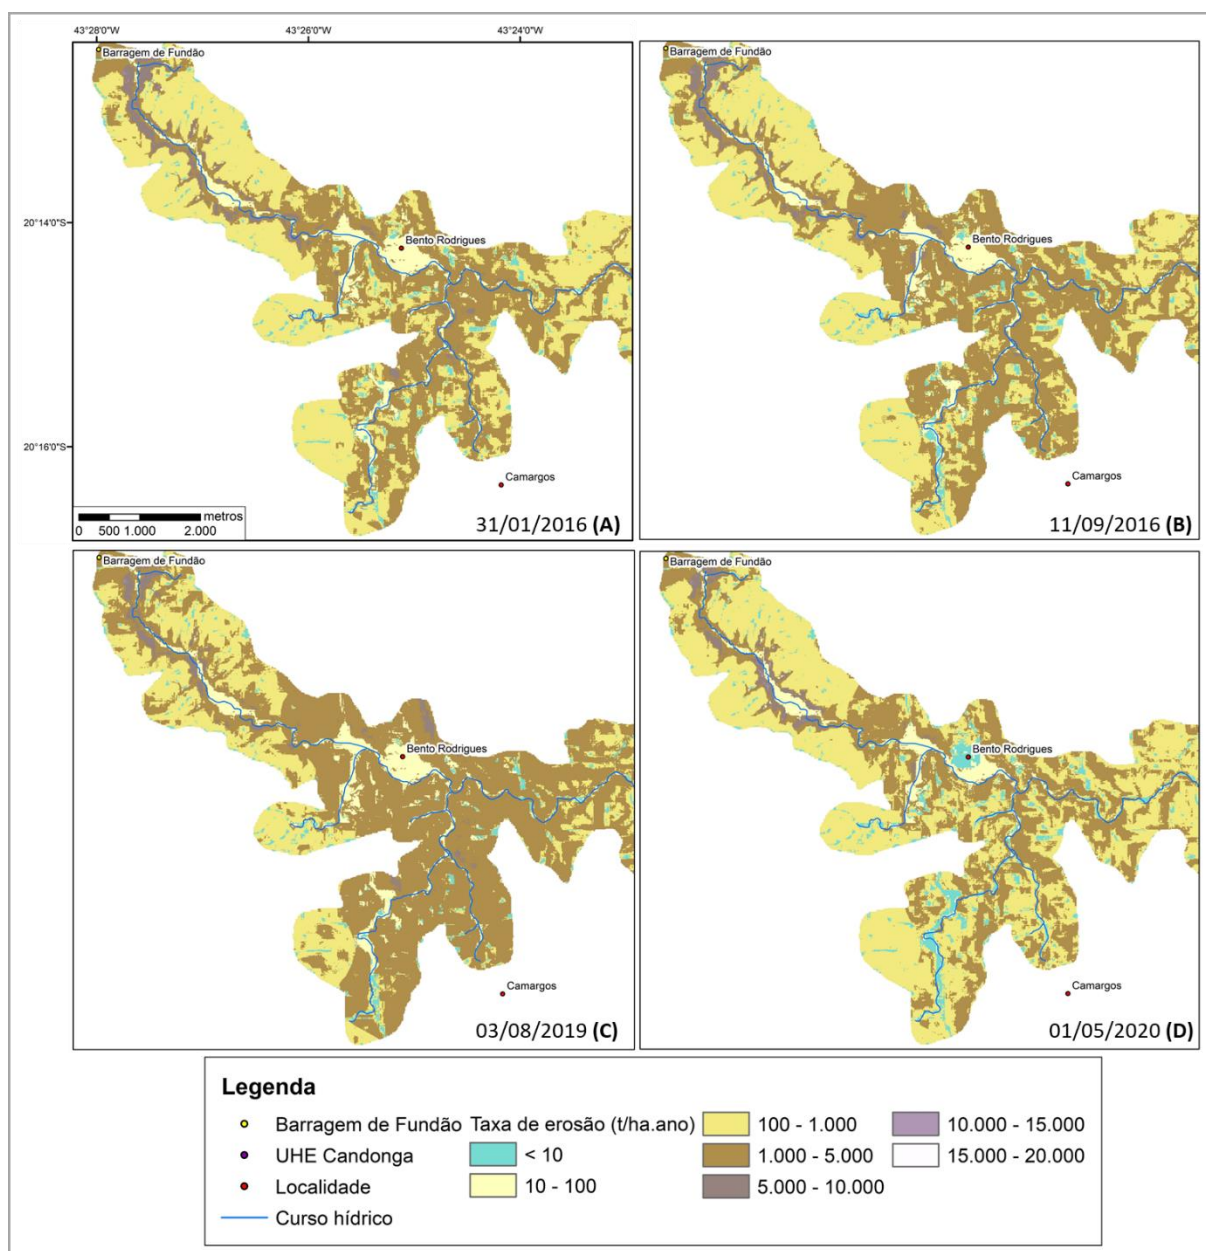 43°28'0"W 43°26'0"W 43°24'0"W
Barragem de Fundão
20°14'0"S
Bento Rodrigues
20°16'0"S
Camargos
metros
0 500 1.000 2.000
31/01/2016 (A)
Barragem de Fundão
Bento Rodrigues
Camargos
11/09/2016 (B)
Barragem de Fundão
Bento Rodrigues
Camargos
03/08/2019 (C)
Barragem de Fundão
Bento Rodrigues
Camargos
01/05/2020 (D)
Legenda
Barragem de Fundão
UHE Candonga
Localidade
Curso hídrico
Taxa de erosão (t/ha.ano)
< 10
10 - 100
100 - 1.000
1.000 - 5.000
5.000 - 10.000
10.000 - 15.000
15.000 - 20.000